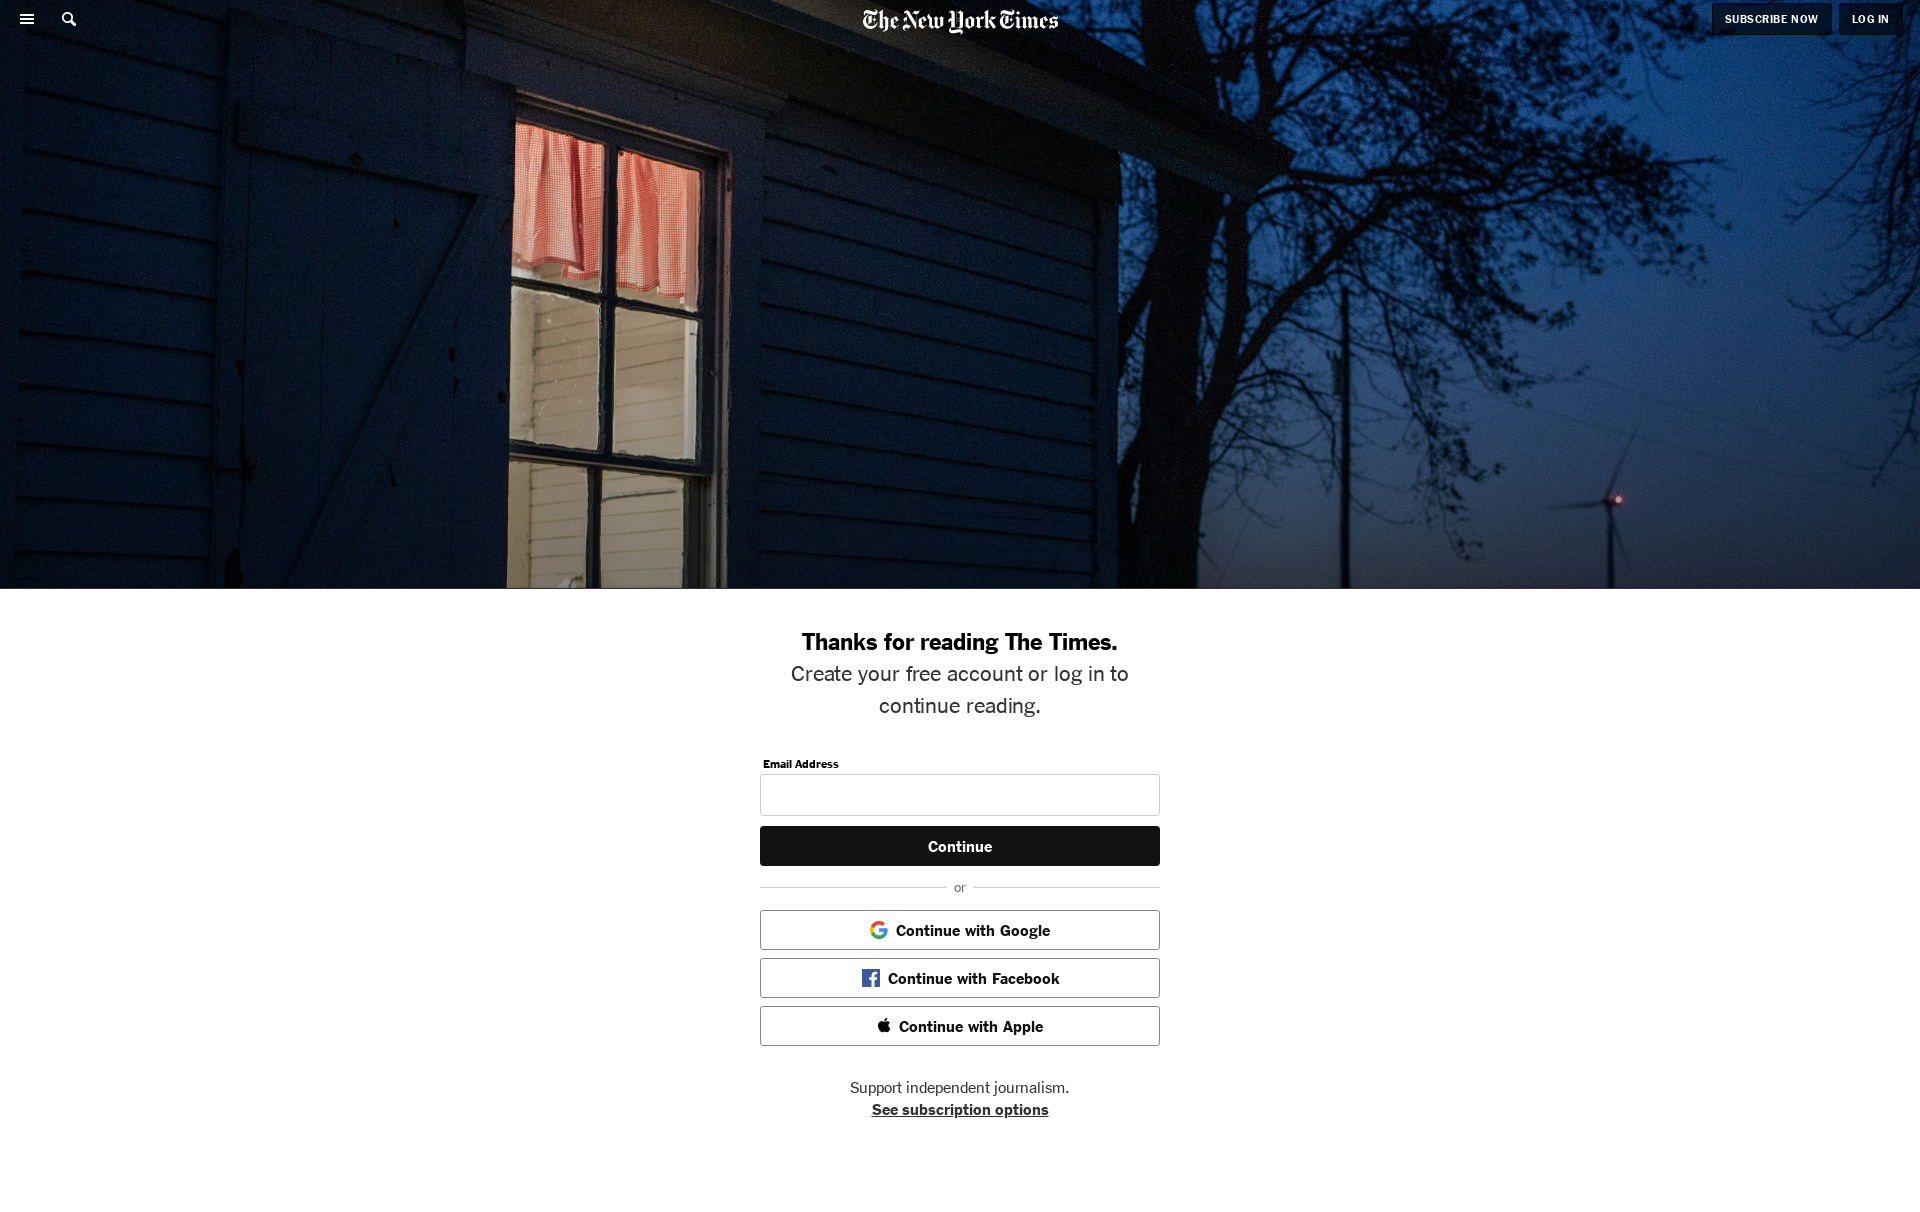 The New York Times
SUBSCRIBE NOW
LOG IN
Thanks for reading The Times.
Create your free account or log in to
continue reading.
Email Address
Continue
or
Continue with Google
Continue with Facebook
Continue with Apple
Support independent journalism.
See subscription options